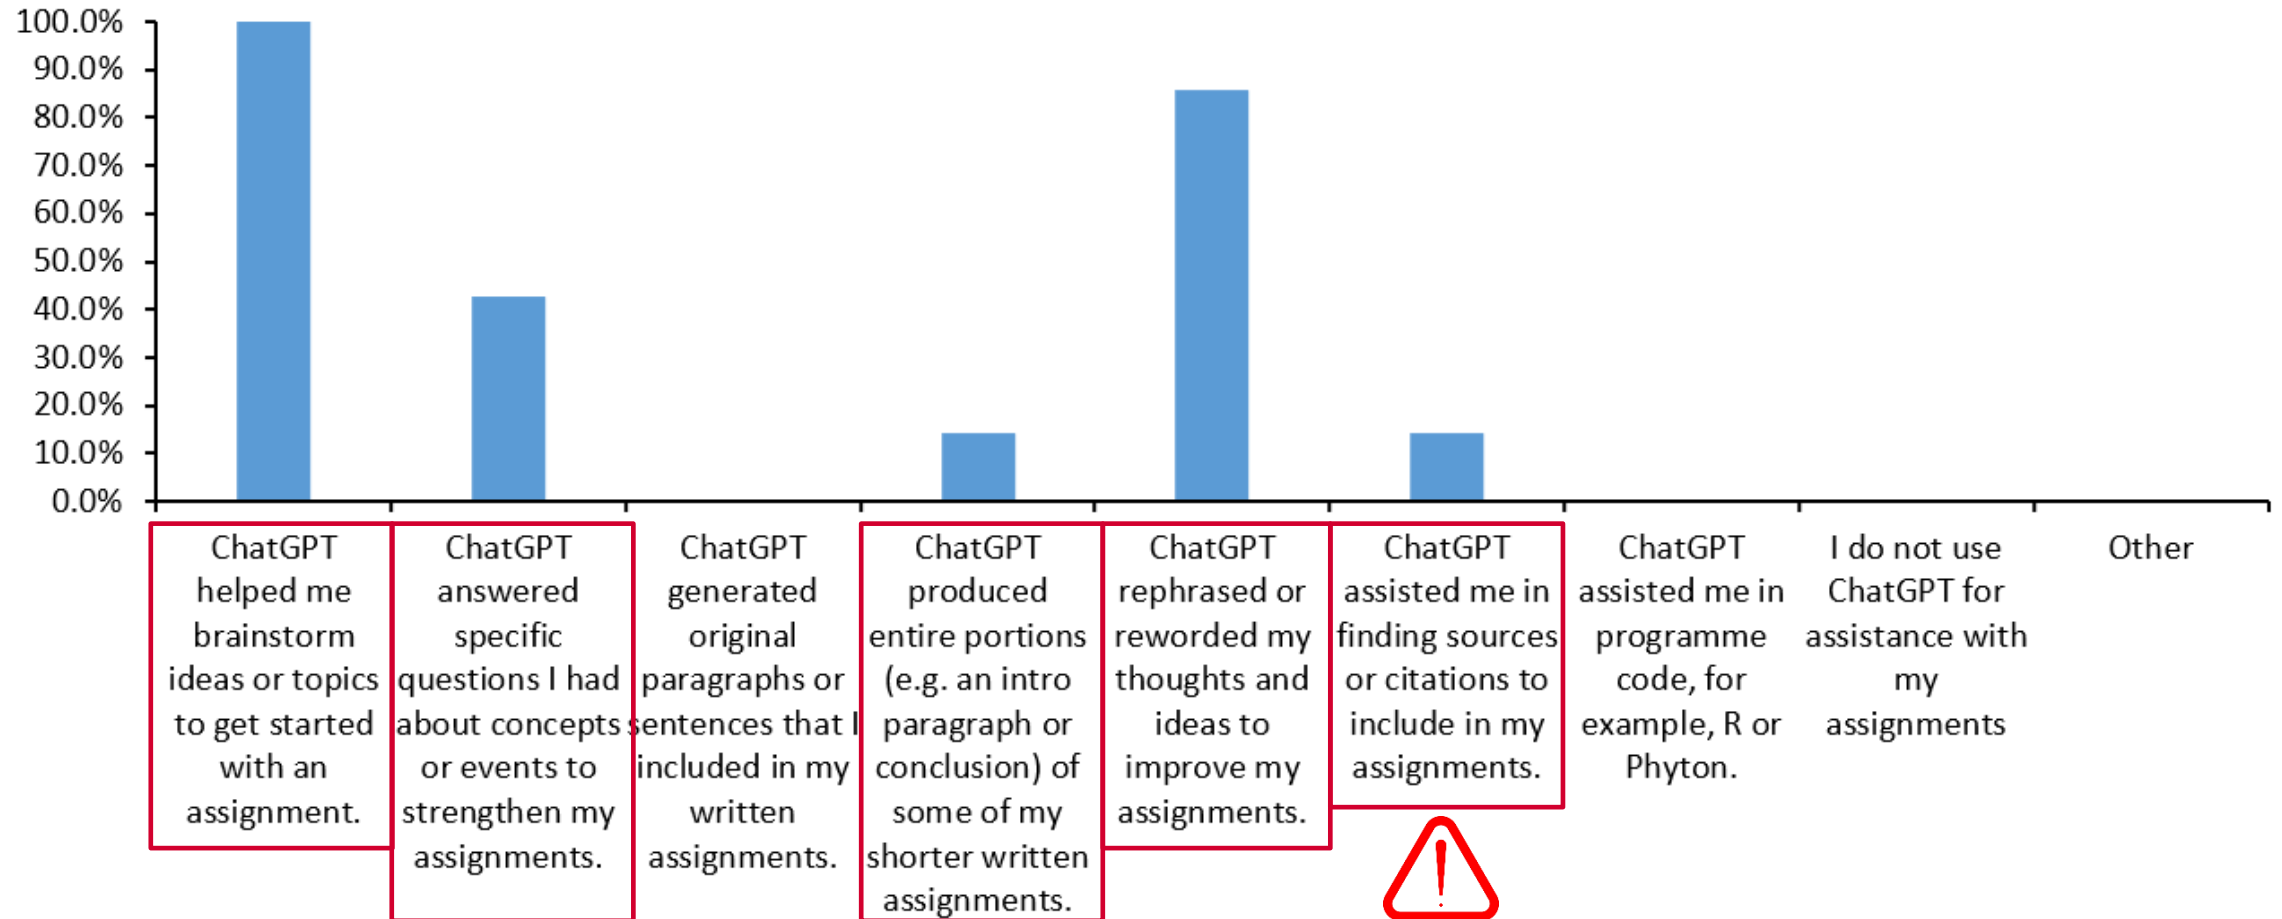 100.0%
90.0%
80.0%
70.0%
60.0%
50.0%
40.0%
30.0%
20.0%
10.0%
0.0%
ChatGPT
helped me
brainstorm
ideas or topics
to get started
with an
assignment.
ChatGPT
answered
specific
questions I had
about concepts
or events to
strengthen my
assignments.
ChatGPT
generated
original
paragraphs or
sentences that I
included in my
written
assignments.
ChatGPT
produced
entire portions
(e.g. an intro
paragraph or
conclusion) of
some of my
shorter written
assignments.
ChatGPT
rephrased or
reworded my
thoughts and
ideas to
improve my
assignments.
ChatGPT
assisted me in
finding sources
or citations to
include in my
assignments.
ChatGPT
assisted me in
programme
code, for
example, R or
Phyton.
I do not use
ChatGPT for
assistance with
my
assignments
Other